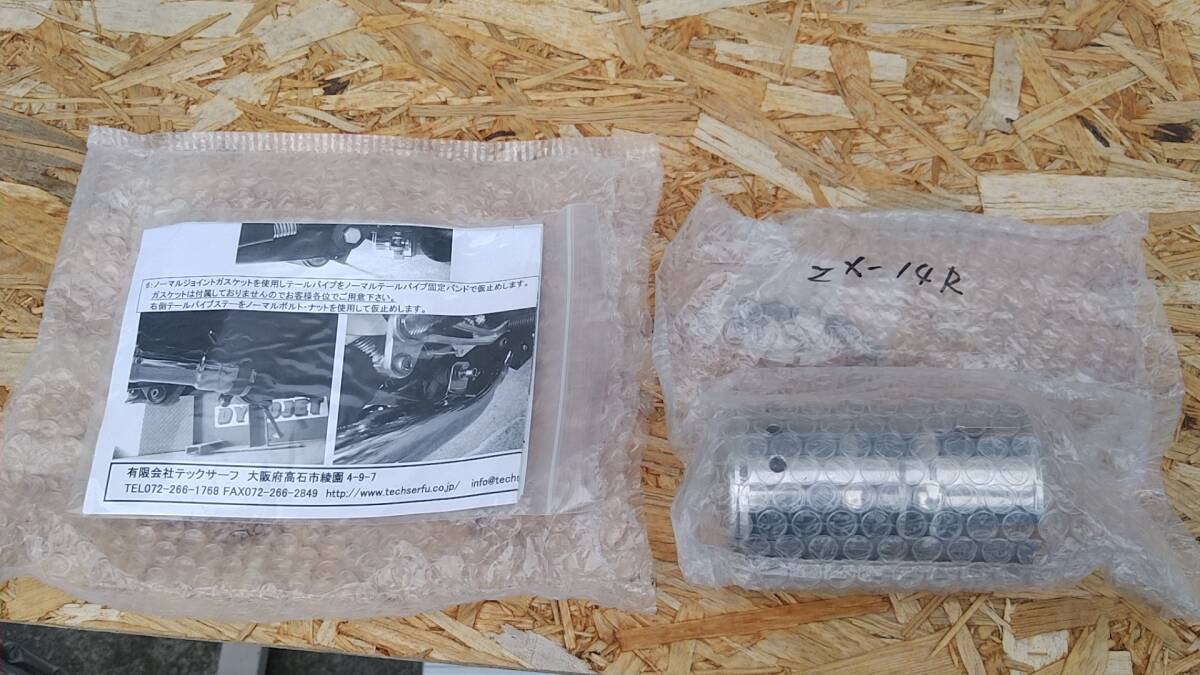 6:ノーマルジョイントガスケットを使用しテールパイプをノーマルテールパイプ固定バンドで仮止めします。
ガスケットは付属しておりませんのでお客様各位でご用意下さい。
右側テールパイプステーをノーマルボルト・ナットを使用して仮止めします。
有限会社テックサーフ 大阪府高石市綾園4-9-7
TEL072-266-1768 FAX072-266-2849 http://www.techserfu.co.jp/ info@techs
ZX-14R